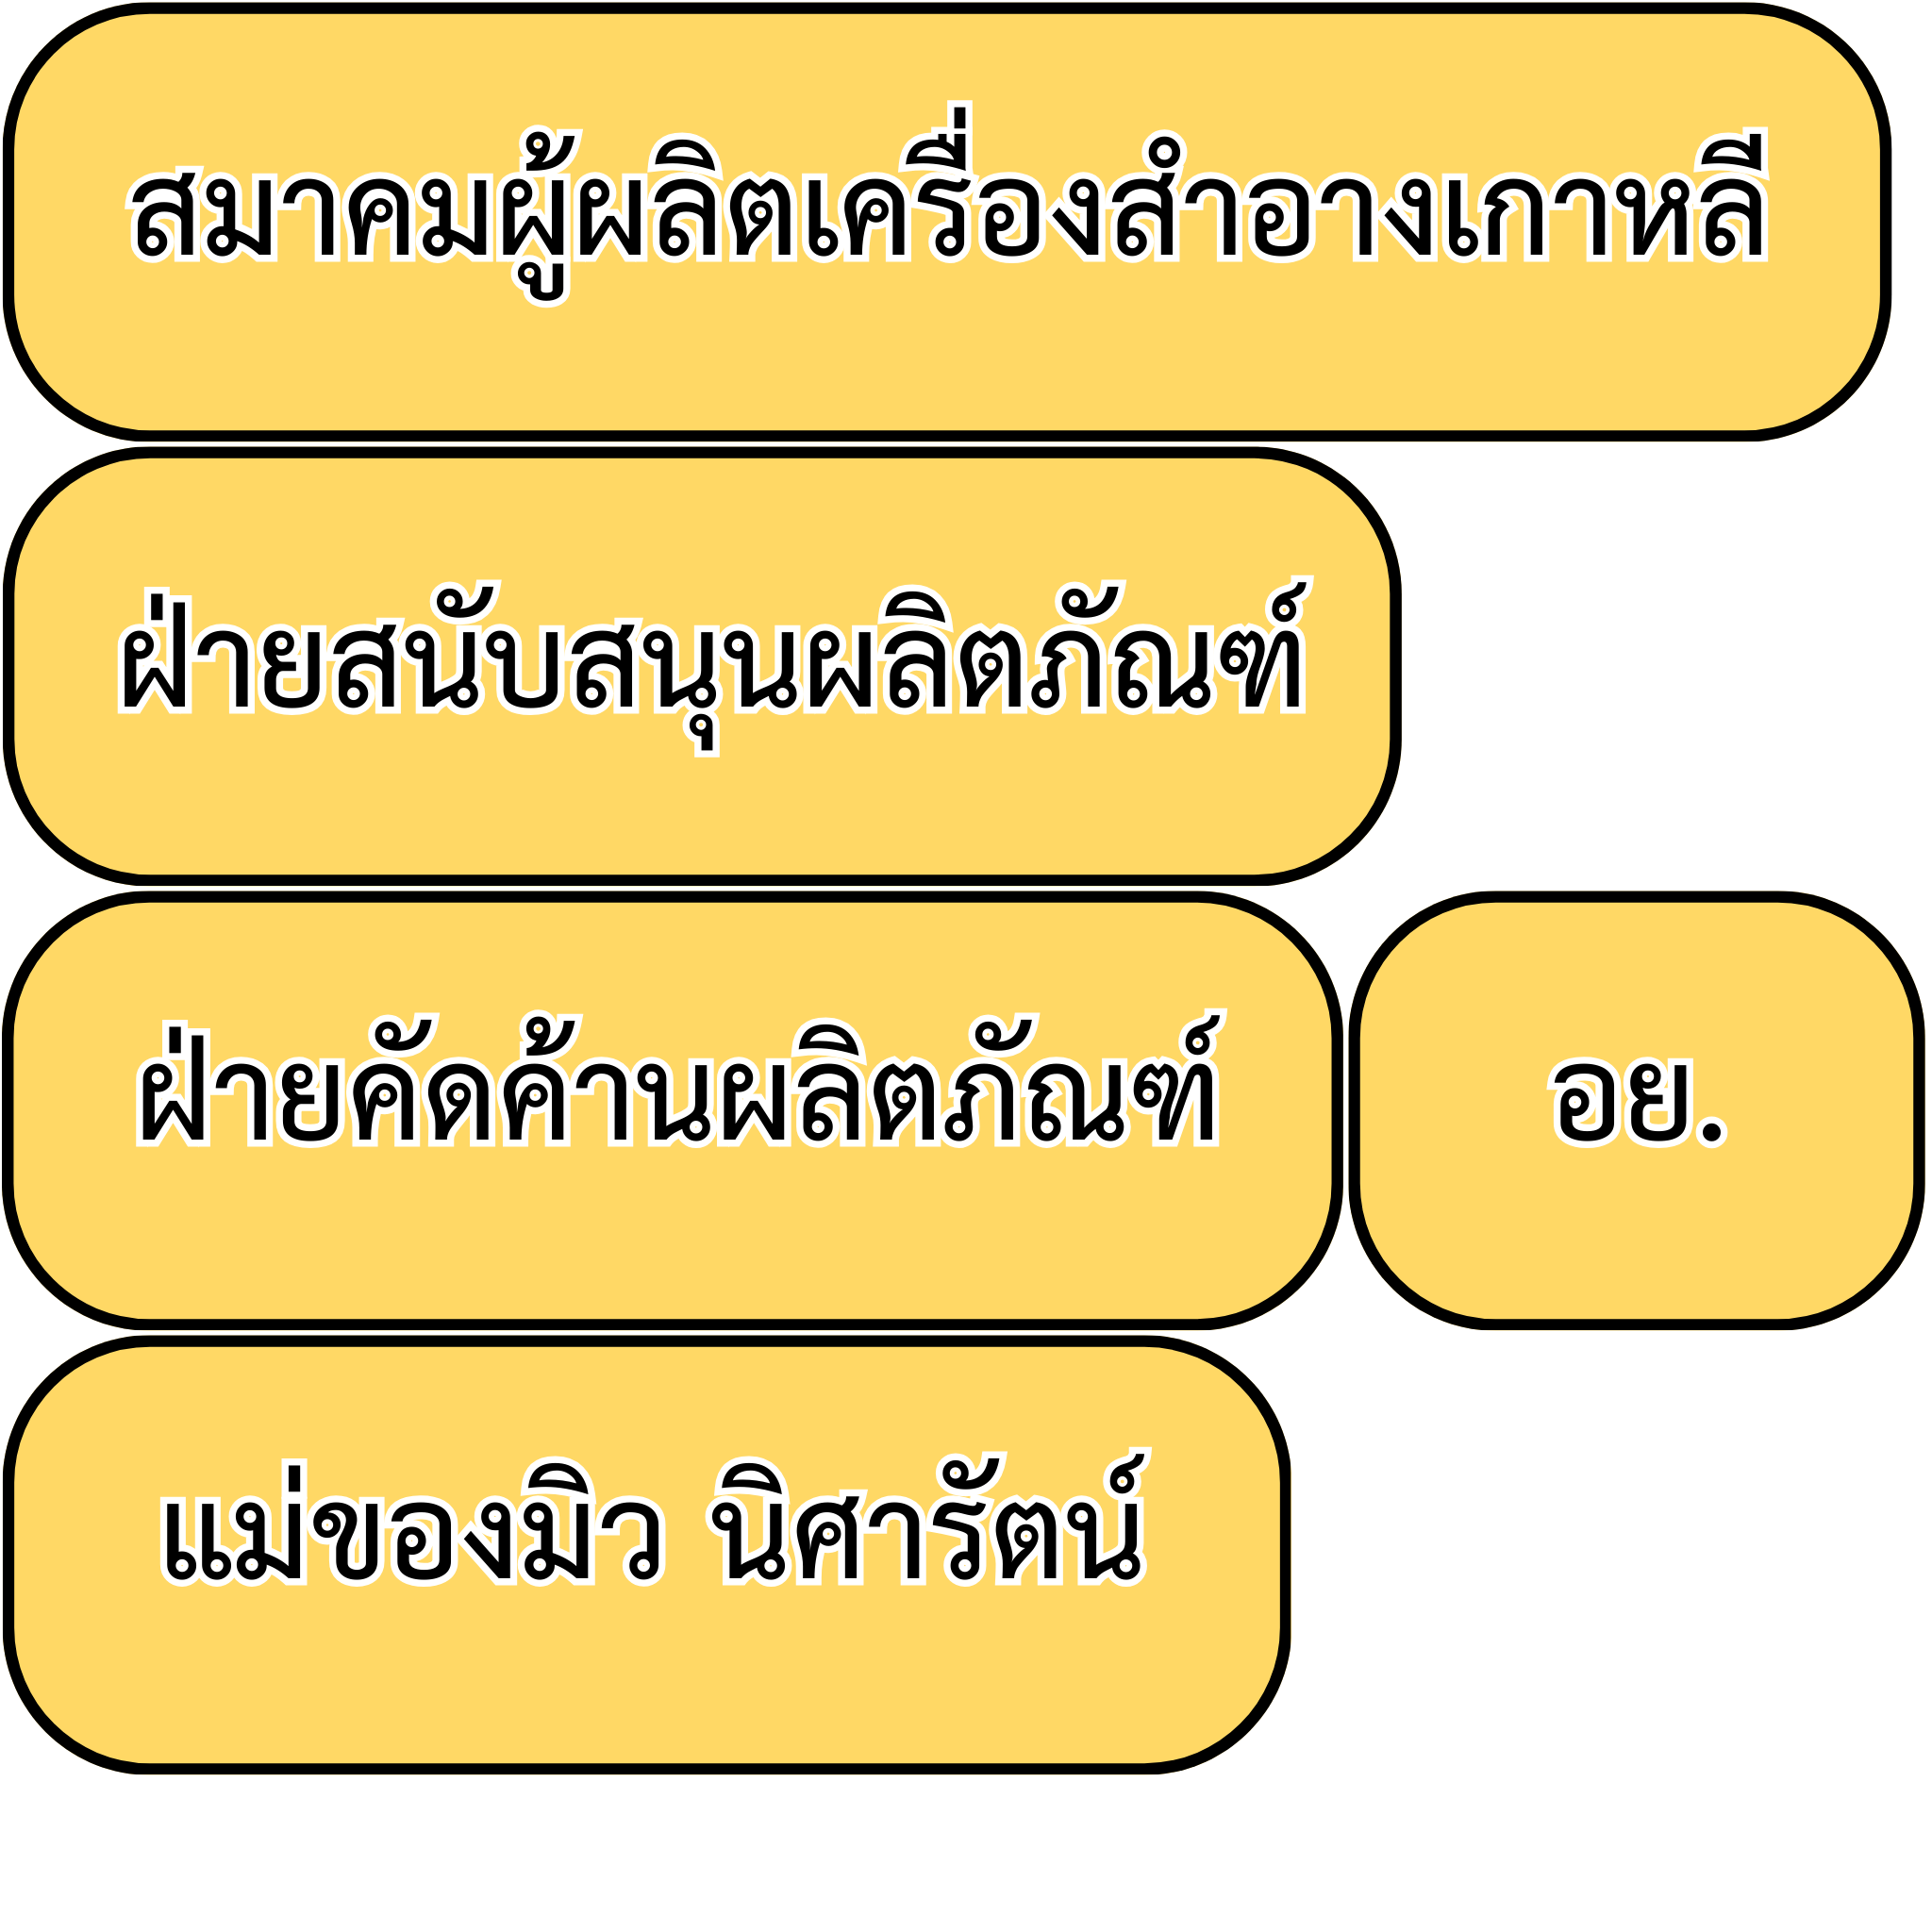 สมาคมผู้ผลิตเครื่องสำอางเกาหลี
ฝ่ายสนับสนุนผลิตภัณฑ์
ฝ่ายคัดค้านผลิตภัณฑ์
อย.
แม่ของมิว นิศารัตน์